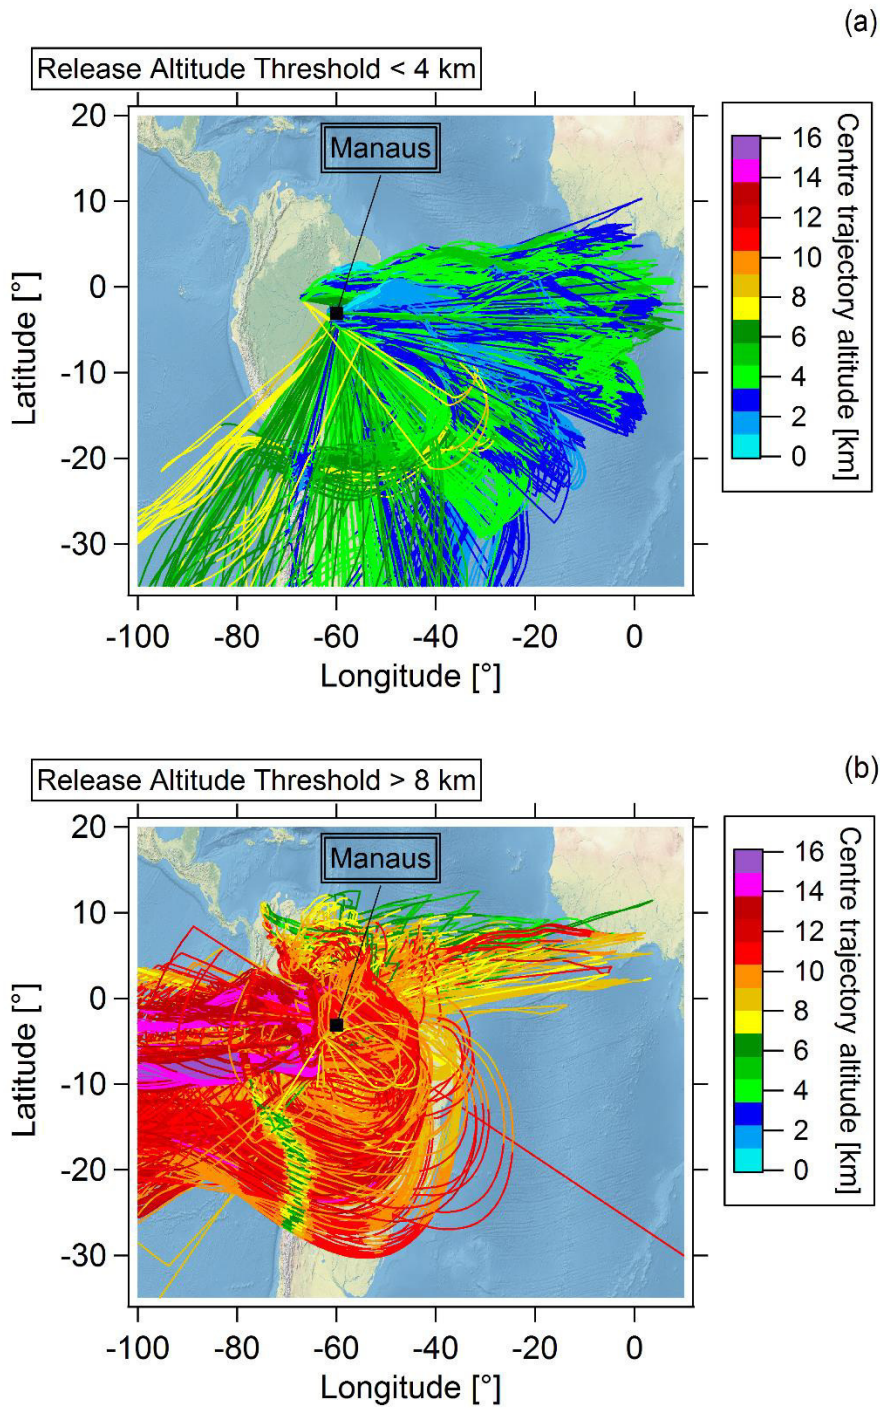 (a)
Release Altitude Threshold < 4 km
Manaus
20
10
0
-10
-20
-30
Latitude [°]
-100 -80 -60 -40 -20 0
Longitude [°]
16
14
12
10
8
6
4
2
0
Centre trajectory altitude [km]
(b)
Release Altitude Threshold > 8 km
Manaus
20
10
0
-10
-20
-30
Latitude [°]
-100 -80 -60 -40 -20 0
Longitude [°]
16
14
12
10
8
6
4
2
0
Centre trajectory altitude [km]